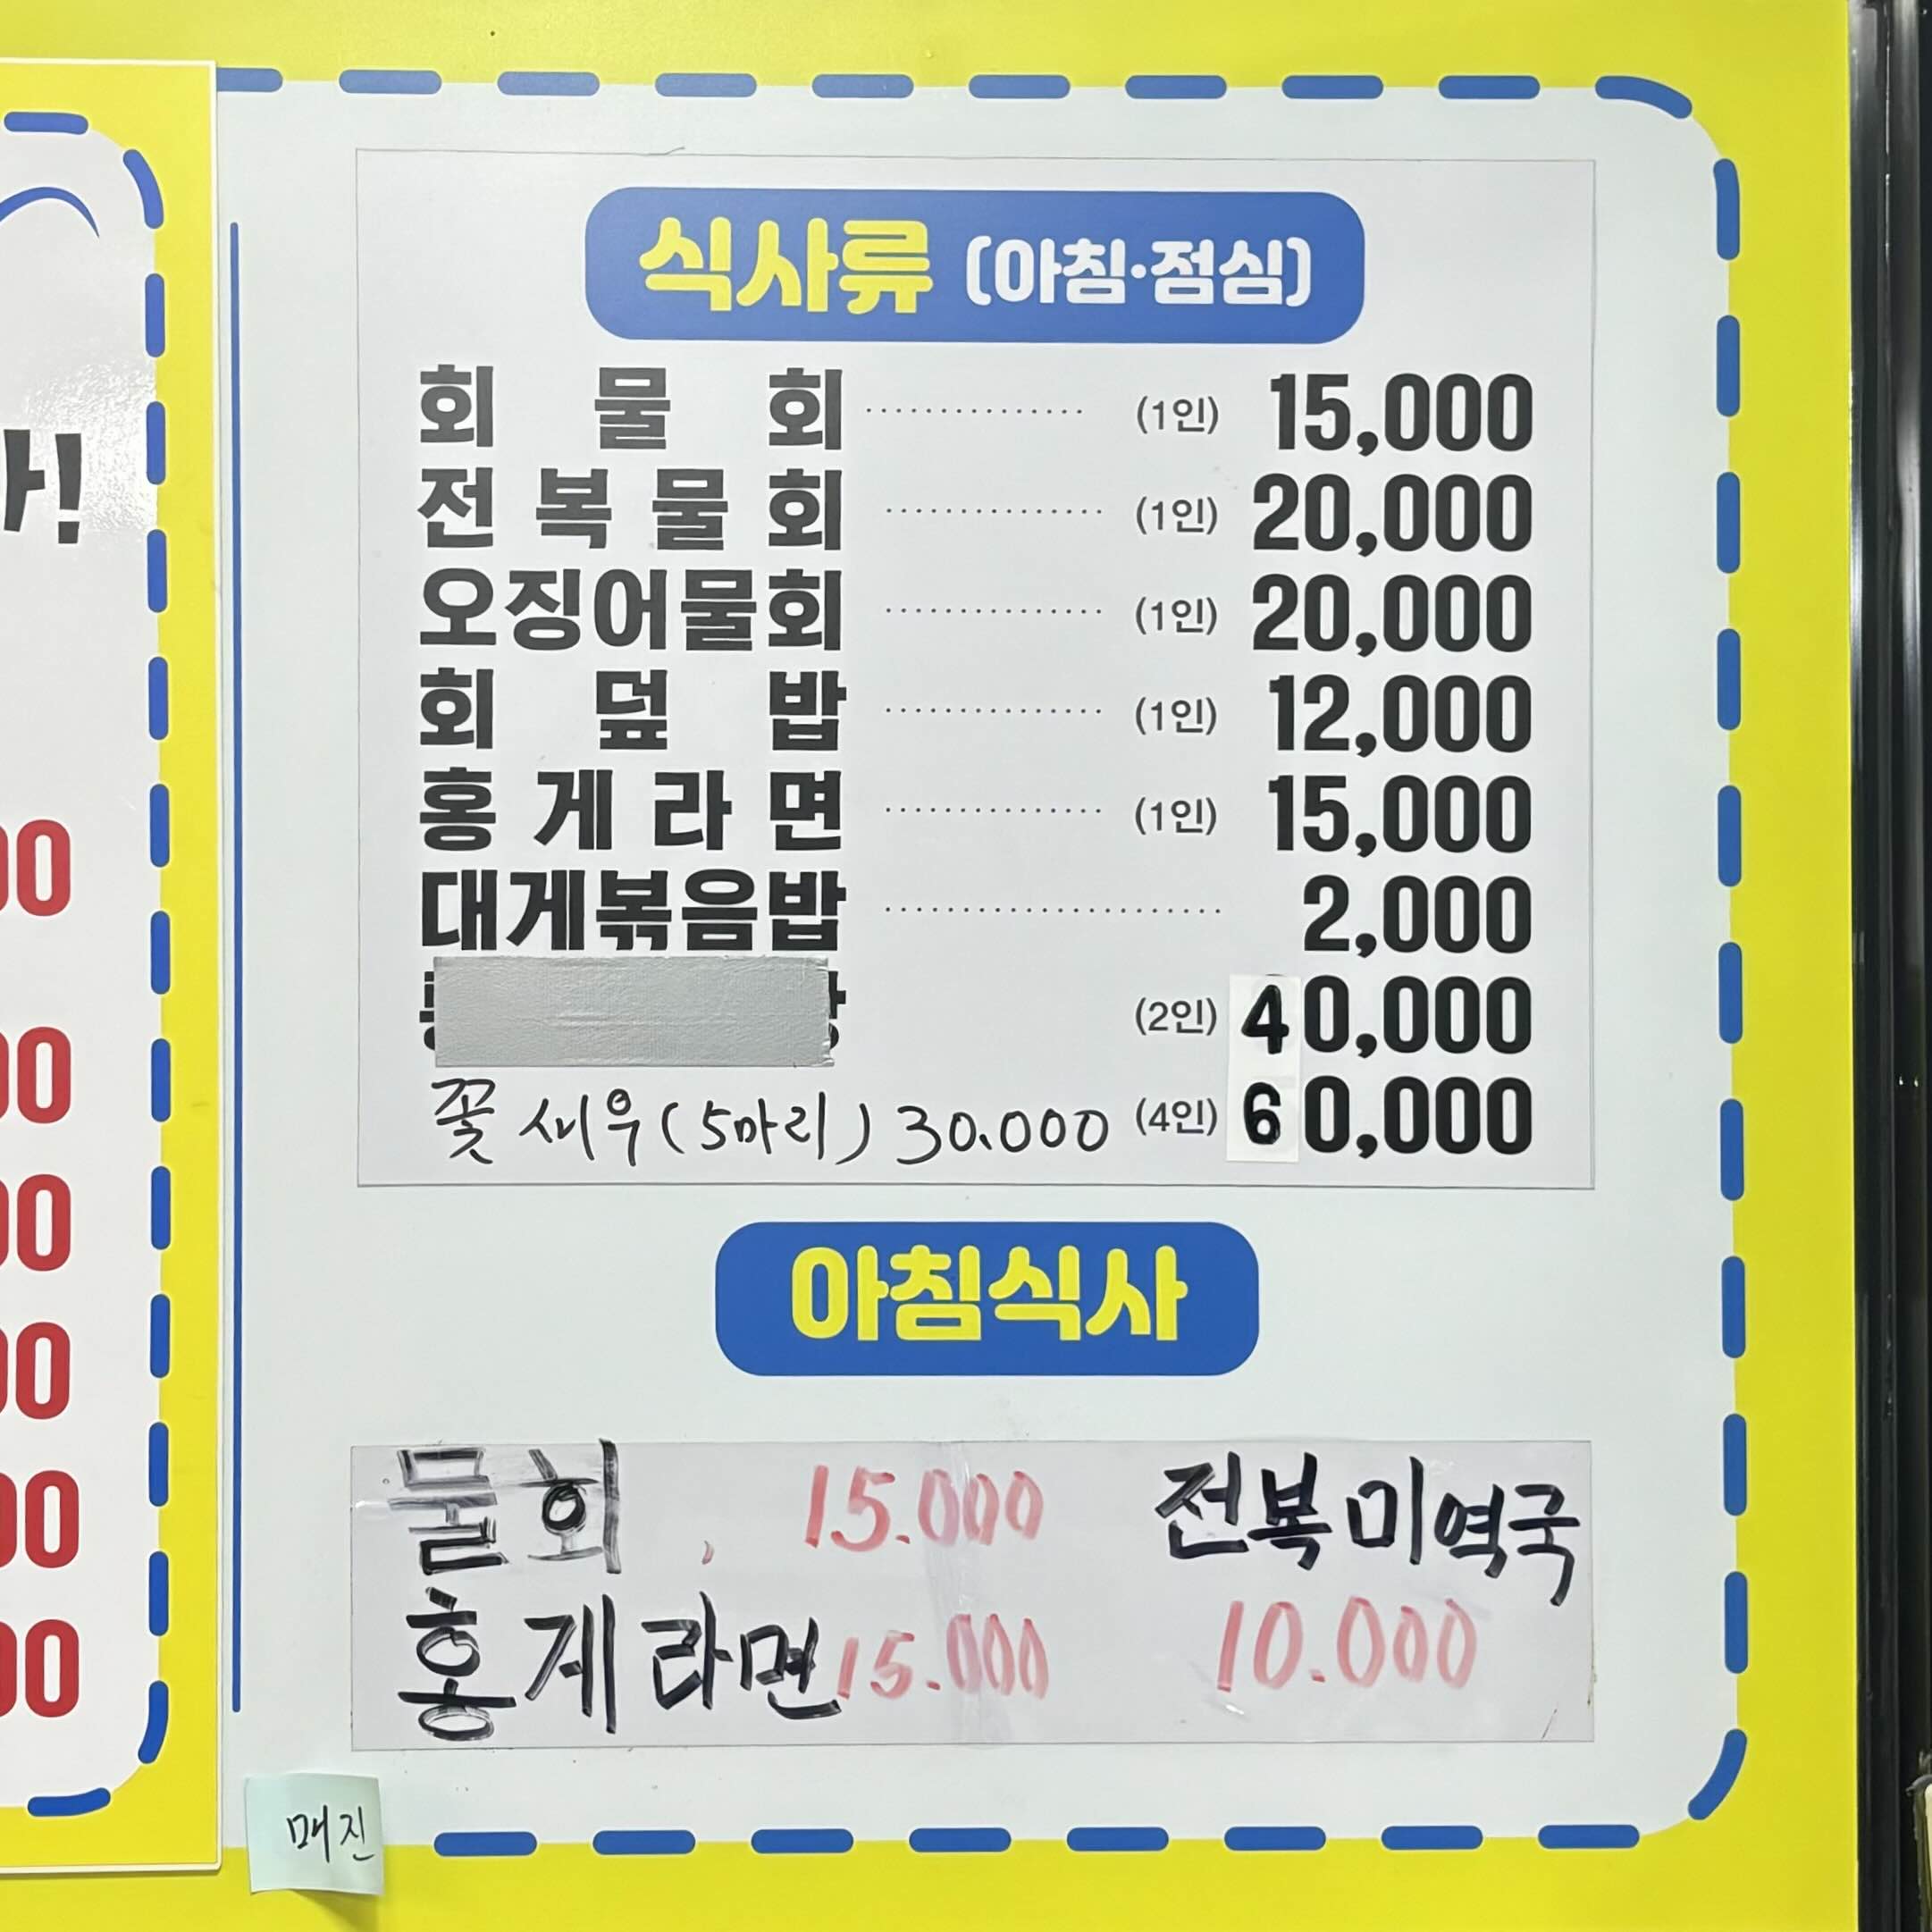 식사류 (아침·점심)
회 물 회 (1인) 15,000
전복물회 (1인) 20,000
오징어물회 (1인) 20,000
회 덮 밥 (1인) 12,000
홍게라면 (1인) 15,000
대게볶음밥 2,000
(2인) 40,000
꽃새우(5마리) 30.000 (4인) 60,000
아침식사
물회 15.000 전복미역국
홍게라면 15.000 10.000
매진